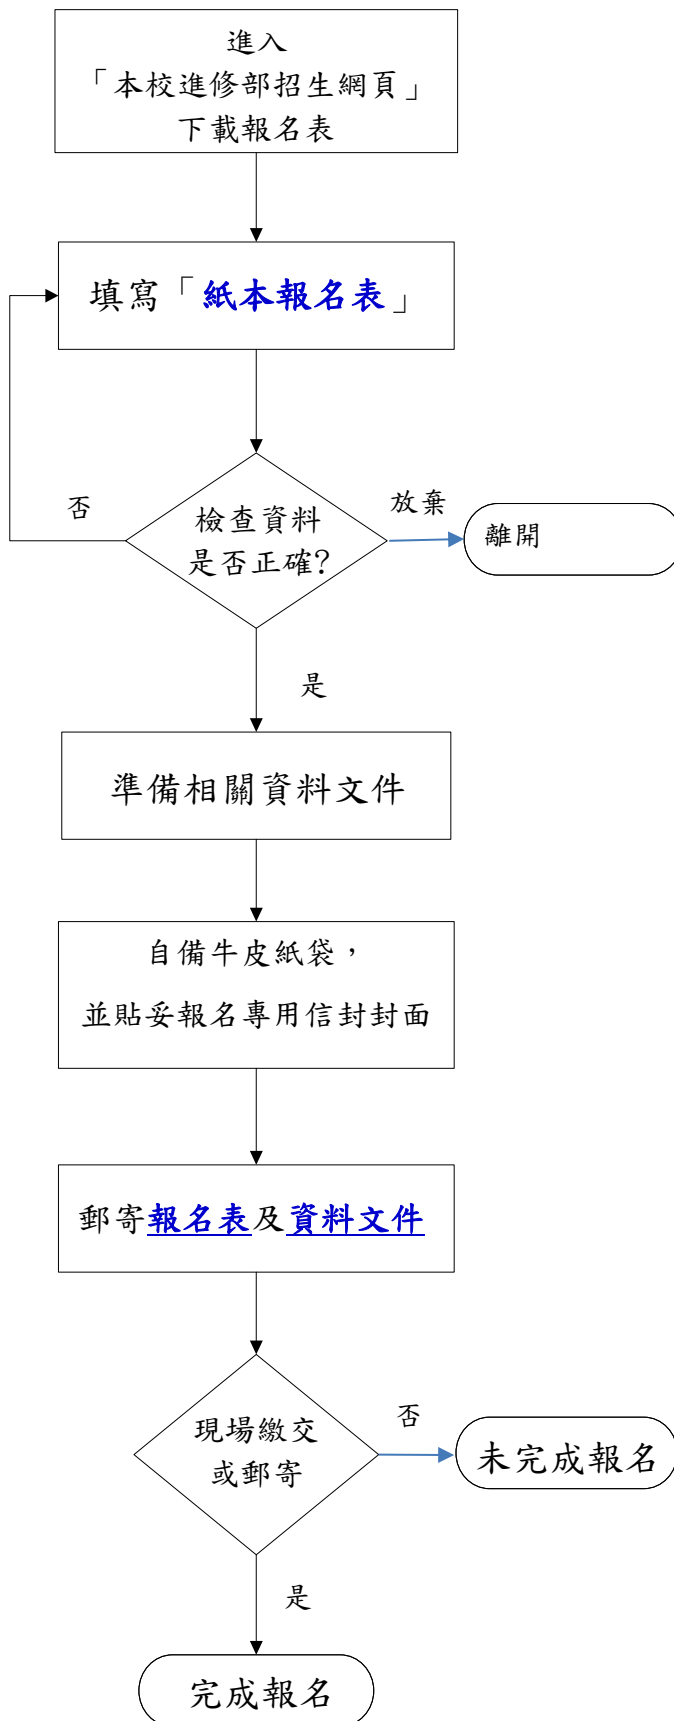 進入
「本校進修部招生網頁」
下載報名表
填寫「紙本報名表」
否
檢查資料
是否正確?
放棄
離開
是
準備相關資料文件
自備牛皮紙袋，
並貼妥報名專用信封封面
郵寄報名表及資料文件
現場繳交
或郵寄
否
未完成報名
是
完成報名